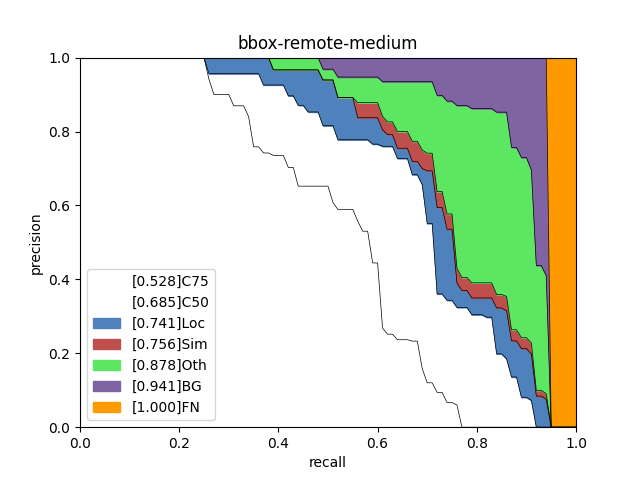 bbox-remote-medium
1.0
0.8
0.6
0.4
0.2
0.0
precision
[0.528]C75
[0.685]C50
[0.741]Loc
[0.756]Sim
[0.878]Oth
[0.941]BG
[1.000]FN
0.0 0.2 0.4 0.6 0.8 1.0
recall